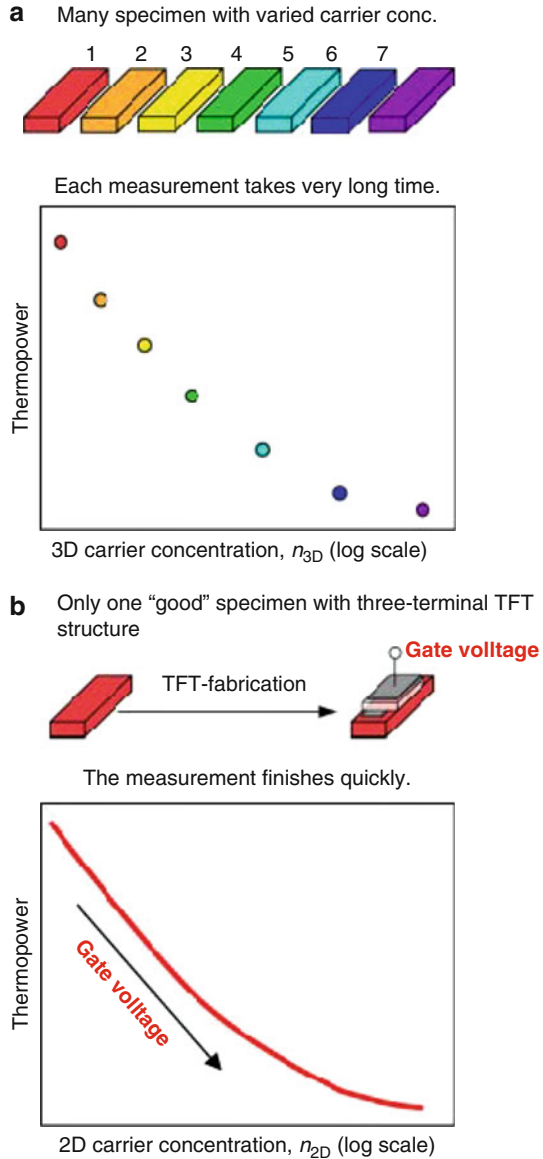 a Many specimen with varied carrier conc.
1 2 3 4 5 6 7
Each measurement takes very long time.
Thermopower
3D carrier concentration, n3D (log scale)
b Only one “good” specimen with three-terminal TFT
structure
Gate volltage
TFT-fabrication
The measurement finishes quickly.
Thermopower
Gate volltage
2D carrier concentration, n2D (log scale)